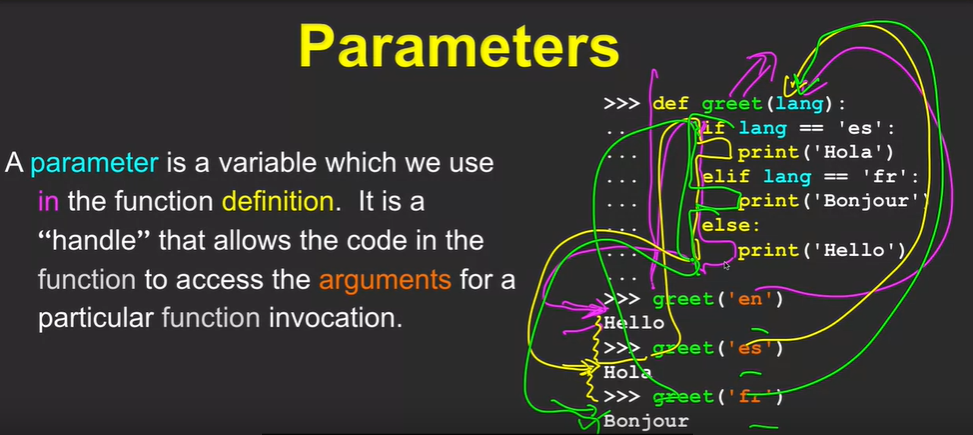 Parameters
A parameter is a variable which we use
in the function definition. It is a
“handle” that allows the code in the
function to access the arguments for a
particular function invocation.
>>> def greet(lang):
... if lang == 'es':
... print('Hola')
... elif lang == 'fr':
... print('Bonjour')
... else:
... print('Hello')
...
>>> greet('en')
Hello
>>> greet('es')
Hola
>>> greet('fr')
Bonjour